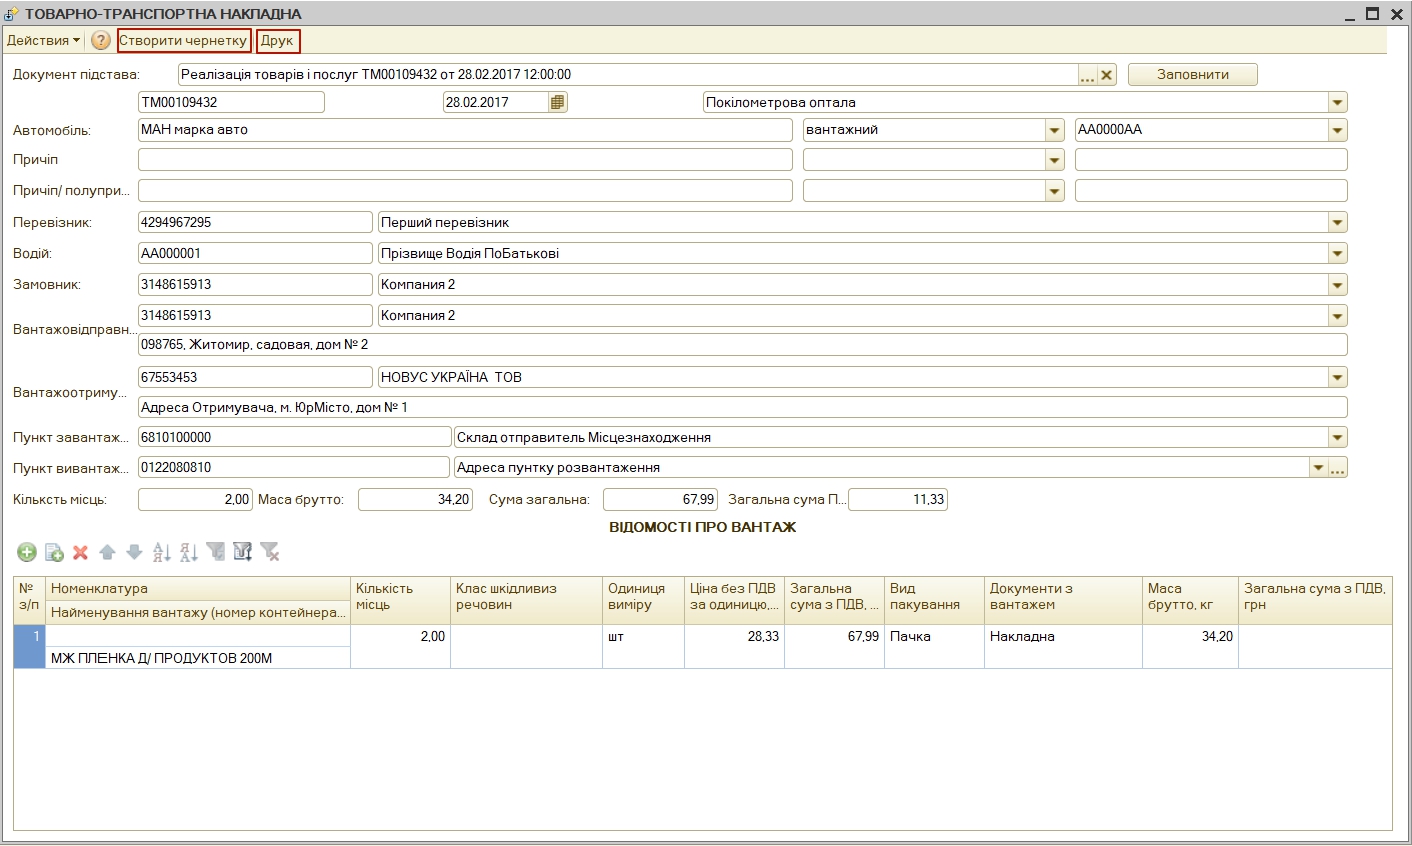 ТОВАРНО-ТРАНСПОРТНА НАКЛАДНА
Действия ? Створити чернетку Друк
Документ підстава: Реалізація товарів і послуг ТМ00109432 от 28.02.2017 12:00:00 ... Заповнити
ТМ00109432 28.02.2017 Покілометрова оптала
Автомобіль: МАН марка авто вантажний АА0000АА
Причіп
Причіп/ полупри...
Перевізник: 4294967295 Перший перевізник
Водій: АА000001 Прізвище Водія ПоБатькові
Замовник: 3148615913 Компания 2
3148615913 Компания 2
Вантажовідправн...
098765, Житомир, садовая, дом № 2
67553453 НОВУС УКРАЇНА ТОВ
Вантажоотриму...
Адреса Отримувача, м. ЮрМісто, дом № 1
Пункт завантаж... 6810100000 Склад отправитель Місцезнаходження
Пункт вивантаж... 0122080810 Адреса пунтку розвантаження ...
Кількість місць: 2,00 Маса брутто: 34,20 Сума загальна: 67,99 Загальна сума П... 11,33
ВІДОМОСТІ ПРО ВАНТАЖ
№ з/п Номенклатура Кількість місць Клас шкідливиз речовин Одиниця виміру Ціна без ПДВ за одиницю,... Загальна сума з ПДВ, ... Вид пакування Документи з вантажем Маса брутто, кг Загальна сума з ПДВ, грн
Найменування вантажу (номер контейнера...
1 2,00 шт 28,33 67,99 Пачка Накладна 34,20
МЖ ПЛЕНКА Д/ ПРОДУКТОВ 200М